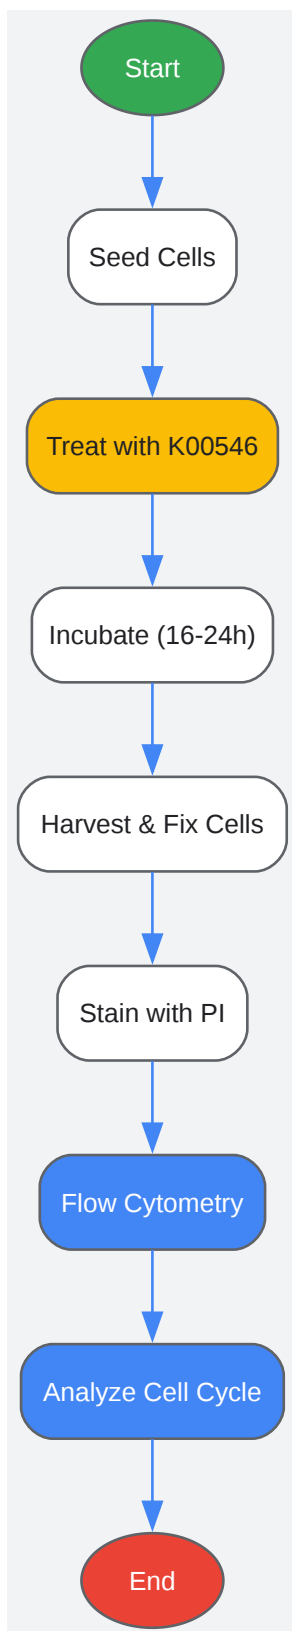 Start
Seed Cells
Treat with K00546
Incubate (16-24h)
Harvest & Fix Cells
Stain with PI
Flow Cytometry
Analyze Cell Cycle
End